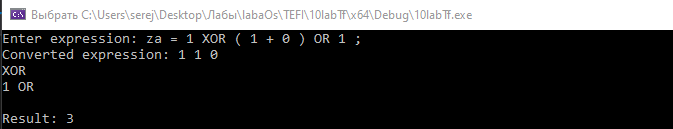 Выбрать C:\Users\serej\Desktop\Лабы\labaOs\TEFI\10labTf\x64\Debug\10labTf.exe
Enter expression: za = 1 XOR ( 1 + 0 ) OR 1 ;
Converted expression: 1 1 0
XOR
1 OR
Result: 3